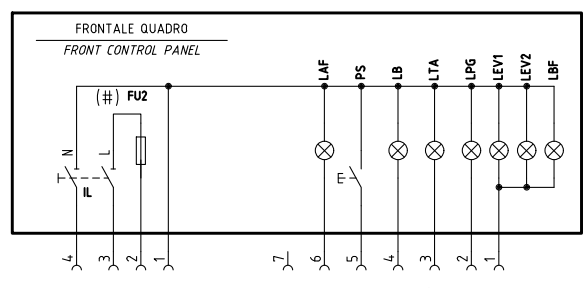 FRONTALE QUADRO
FRONT CONTROL PANEL
(#) FU2
LAF
PS
LB
LTA
LPG
LEV1
LEV2
LBF
N
L
IL
4
3
2
1
7
6
5
4
3
2
1